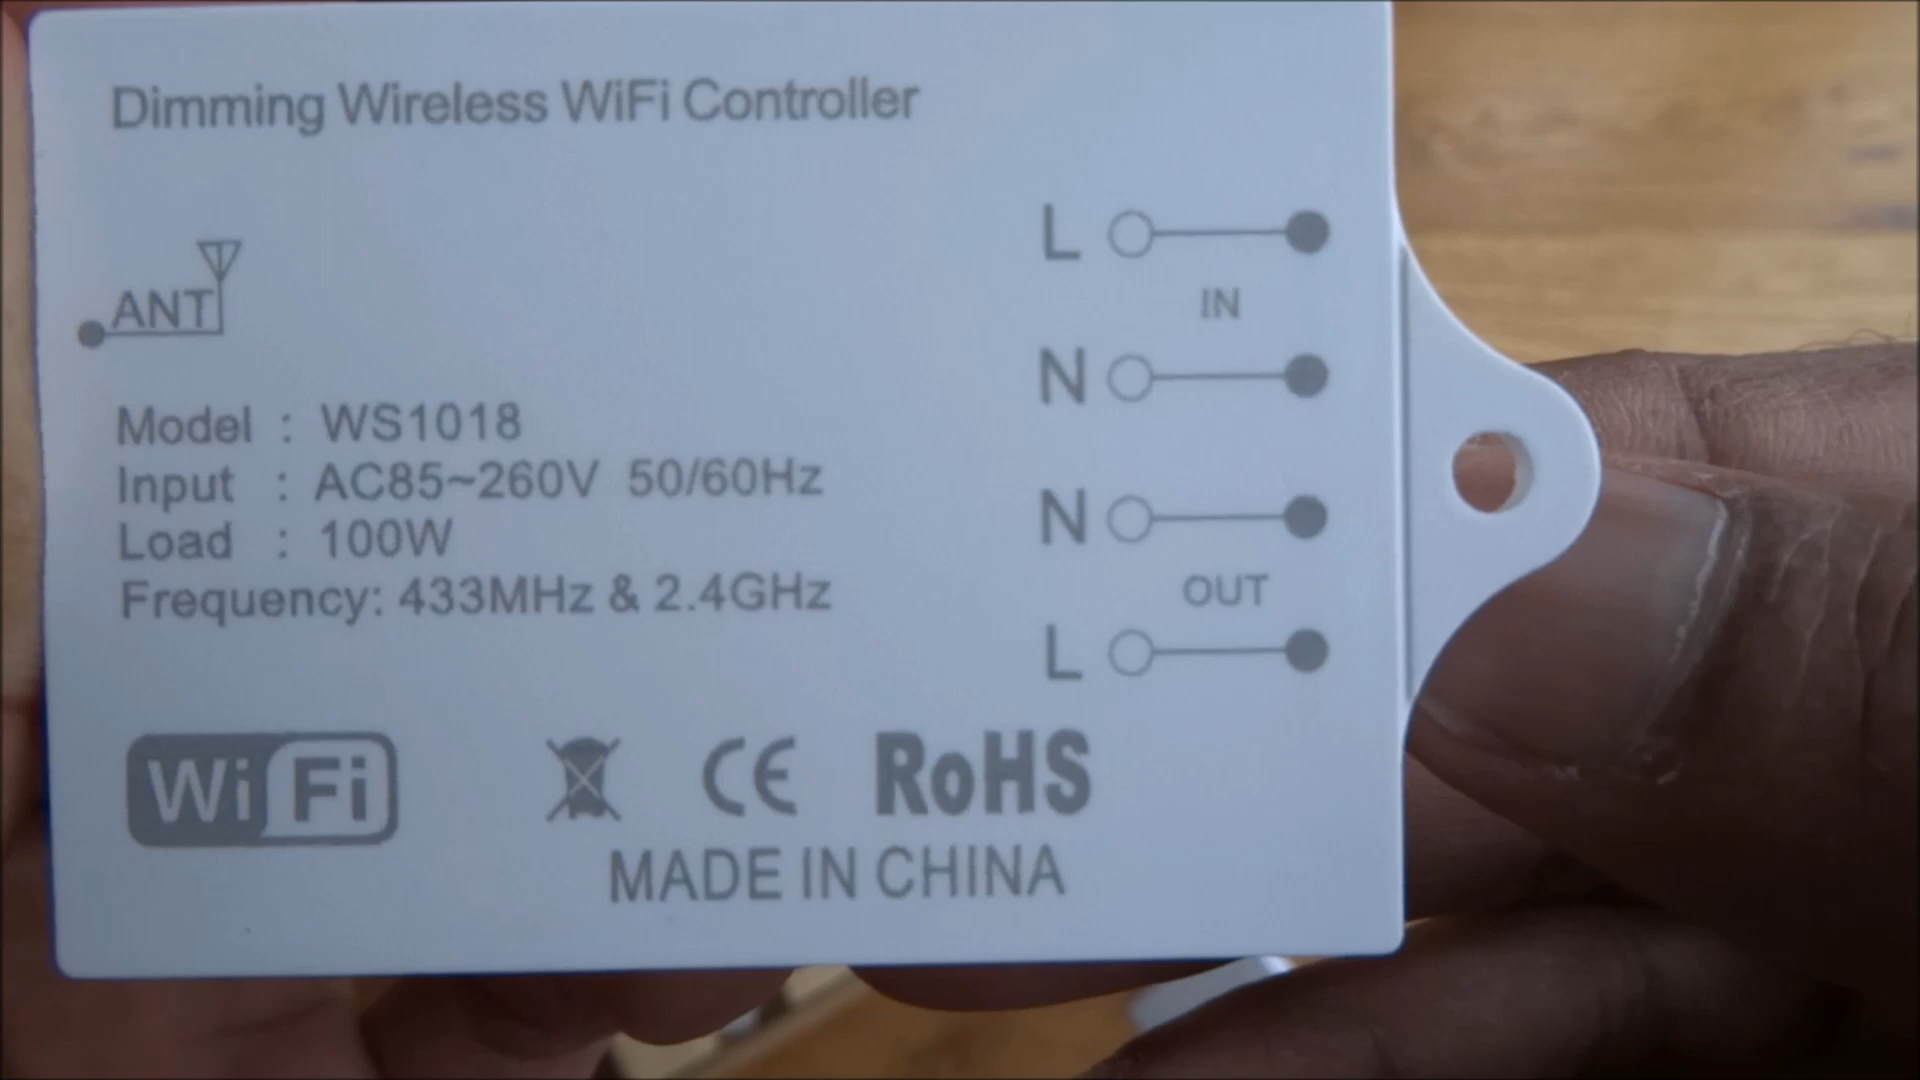 Dimming Wireless WiFi Controller
L
IN
ANT
N
Model : WS1018
Input : AC85~260V 50/60Hz
N
Load : 100W
Frequency: 433MHz & 2.4GHz
OUT
L
WiFi
CE RoHS
MADE IN CHINA